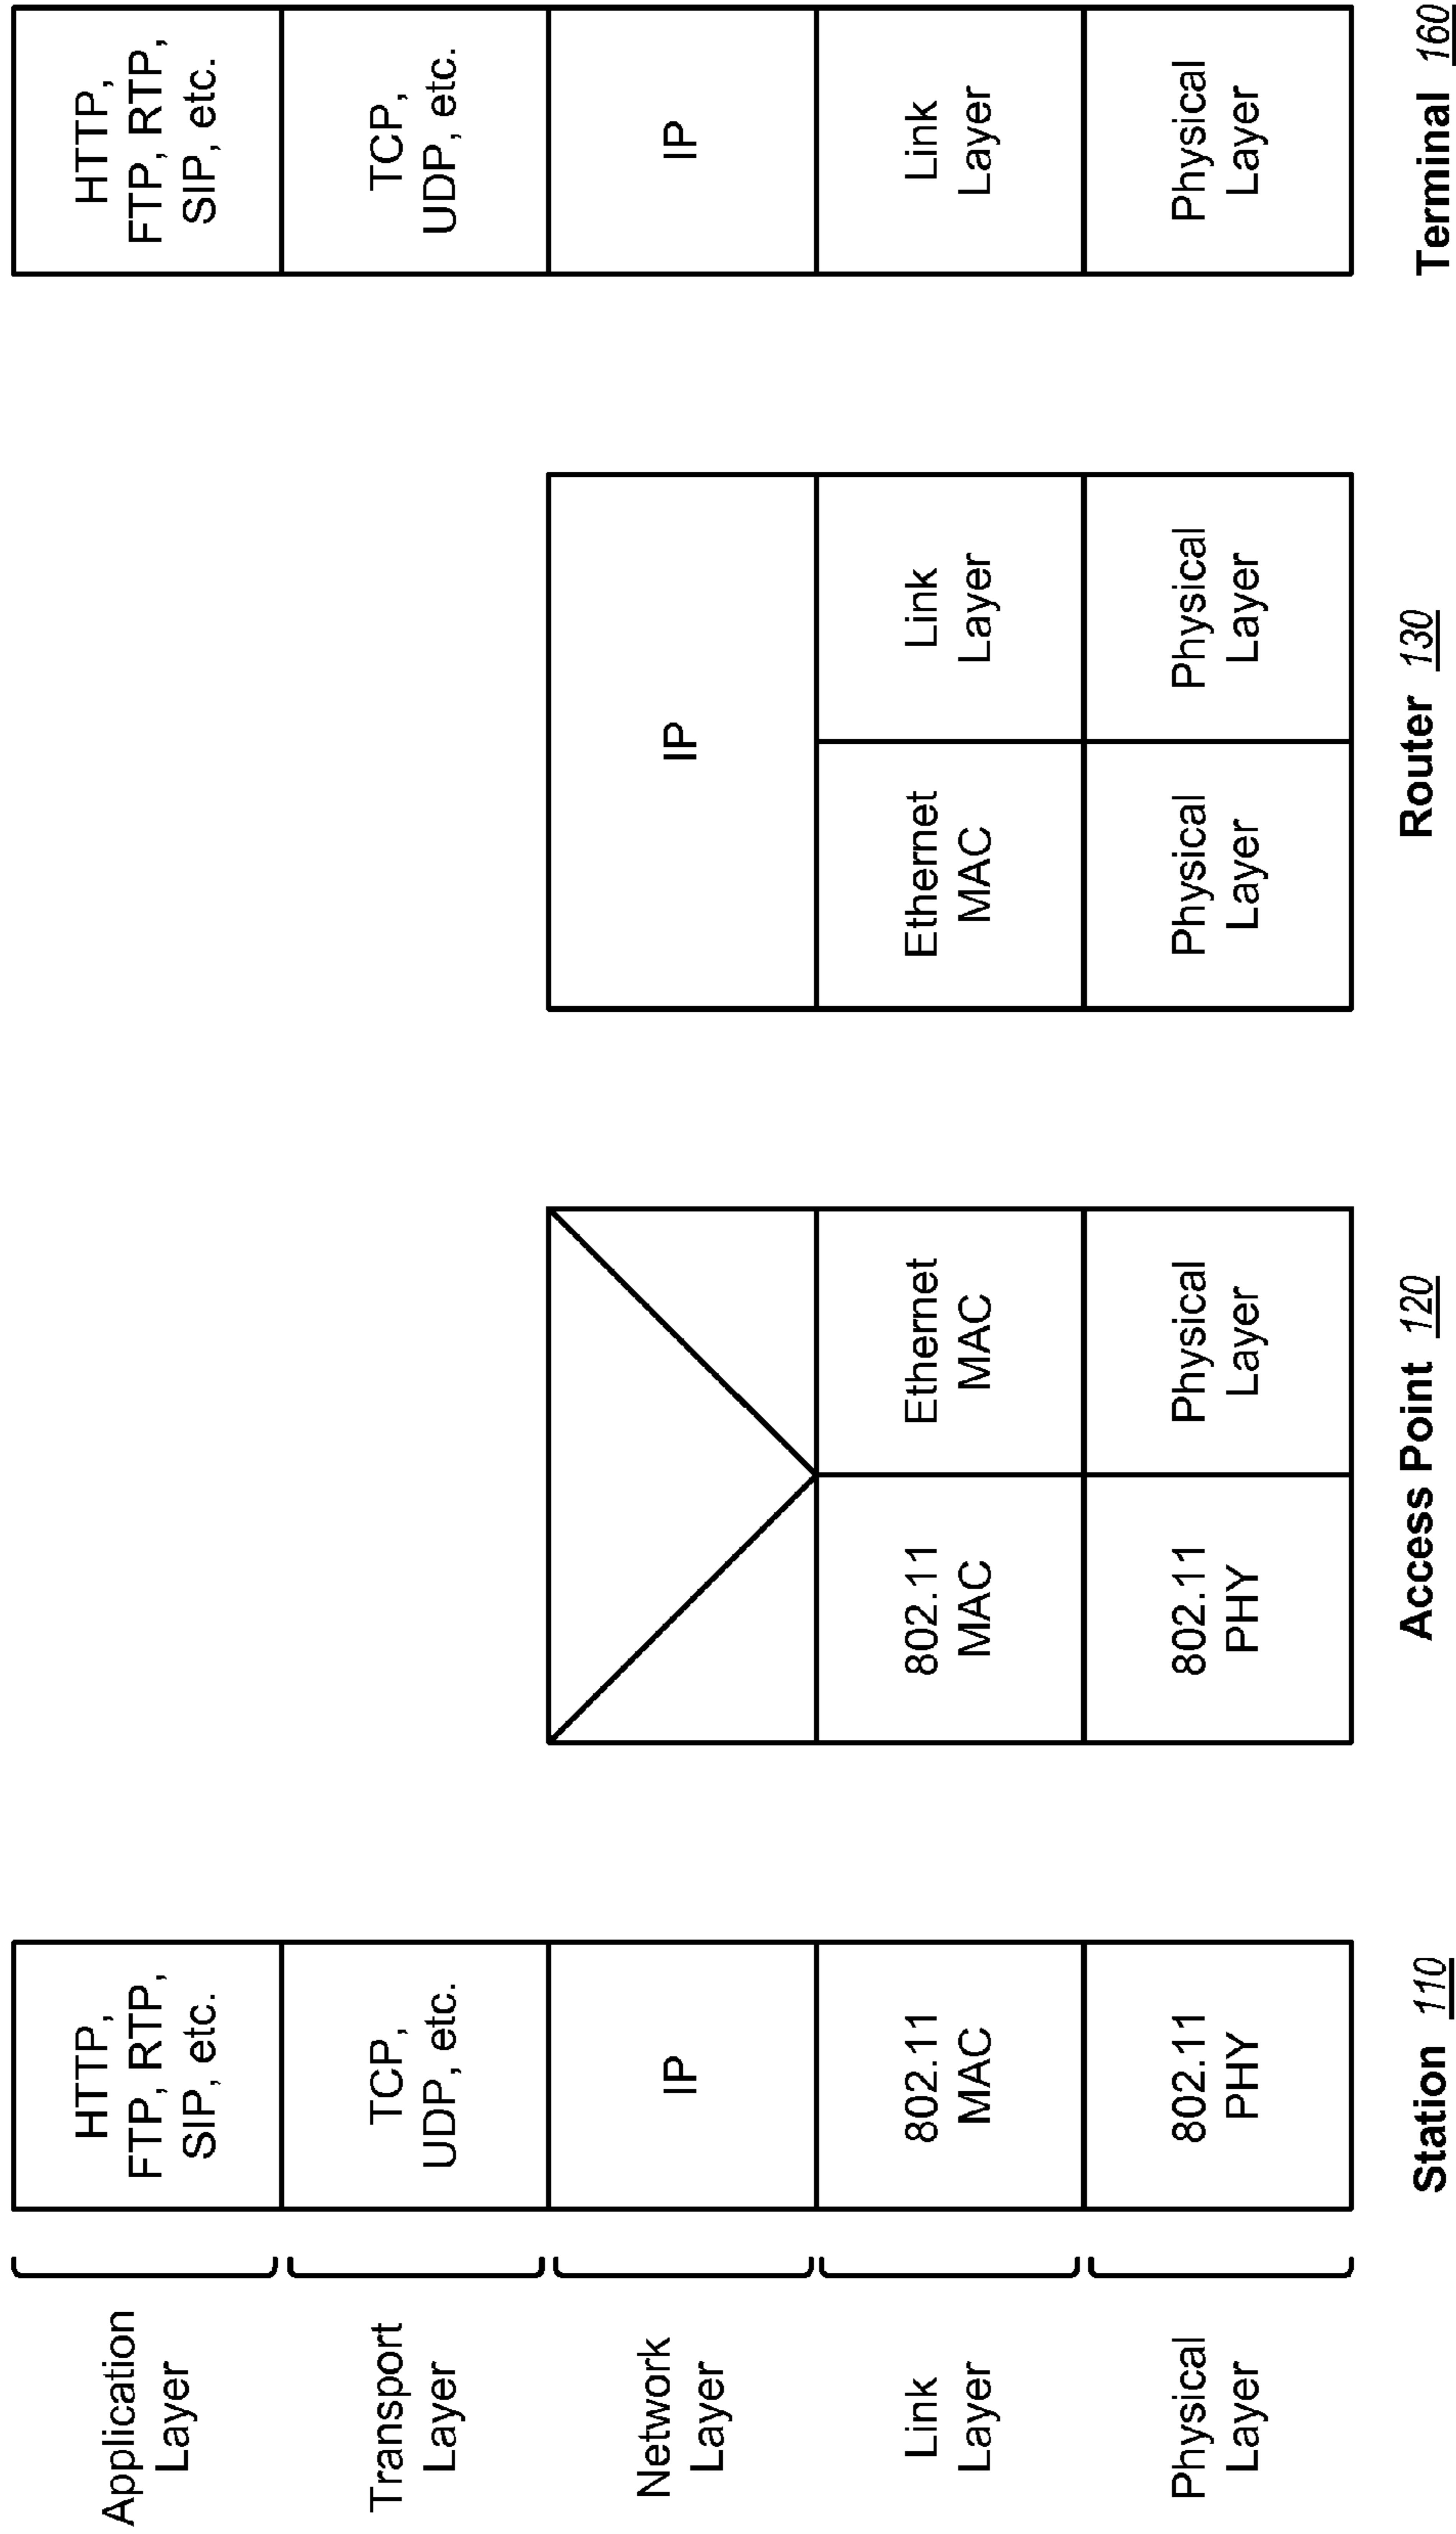 Application
Layer
Transport
Layer
Network
Layer
Link
Layer
Physical
Layer
HTTP,
FTP, RTP,
SIP, etc.
TCP,
UDP, etc.
IP
802.11
MAC
802.11
PHY
Station 110
802.11
MAC
Ethernet
MAC
802.11
PHY
Physical
Layer
Access Point 120
IP
Ethernet
MAC
Link
Layer
Physical
Layer
Physical
Layer
Router 130
HTTP,
FTP, RTP,
SIP, etc.
TCP,
UDP, etc.
IP
Link
Layer
Physical
Layer
Terminal 160